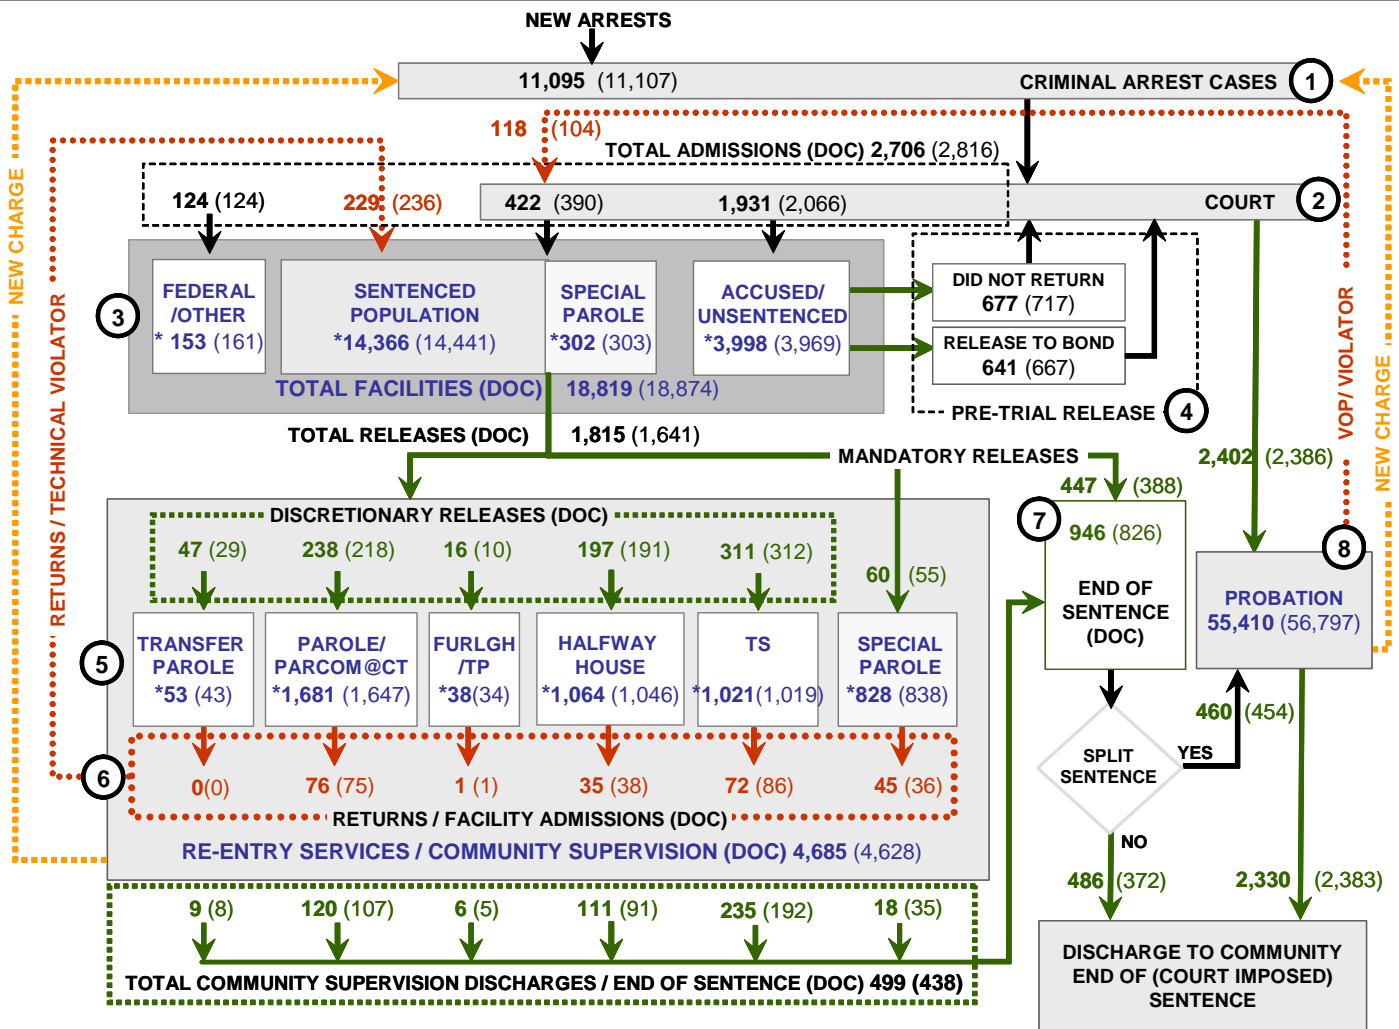 NEW ARRESTS
11,095 (11,107)
CRIMINAL ARREST CASES
1
118 (104)
TOTAL ADMISSIONS (DOC) 2,706 (2,816)
124 (124)
229 (236)
422 (390)
1,931 (2,066)
COURT
2
NEW CHARGE
RETURNS / TECHNICAL VIOLATOR
VOP/ VIOLATOR
NEW CHARGE
3
FEDERAL
/OTHER
* 153 (161)
SENTENCED
POPULATION
*14,366 (14,441)
SPECIAL
PAROLE
*302 (303)
ACCUSED/
UNSENTENCED
*3,998 (3,969)
TOTAL FACILITIES (DOC) 18,819 (18,874)
DID NOT RETURN
677 (717)
RELEASE TO BOND
641 (667)
PRE-TRIAL RELEASE
4
TOTAL RELEASES (DOC) 1,815 (1,641)
MANDATORY RELEASES
2,402 (2,386)
447 (388)
7
946 (826)
END OF
SENTENCE
(DOC)
8
PROBATION
55,410 (56,797)
DISCRETIONARY RELEASES (DOC)
47 (29)
238 (218)
16 (10)
197 (191)
311 (312)
60 (55)
5
TRANSFER
PAROLE
*53 (43)
PAROLE/
PARCOM@CT
*1,681 (1,647)
FURLGH
/TP
*38(34)
HALFWAY
HOUSE
*1,064 (1,046)
TS
*1,021(1,019)
SPECIAL
PAROLE
*828 (838)
460 (454)
SPLIT
SENTENCE
YES
NO
6
0(0)
76 (75)
1 (1)
35 (38)
72 (86)
45 (36)
RETURNS / FACILITY ADMISSIONS (DOC)
RE-ENTRY SERVICES / COMMUNITY SUPERVISION (DOC) 4,685 (4,628)
486 (372)
2,330 (2,383)
9 (8)
120 (107)
6 (5)
111 (91)
235 (192)
18 (35)
TOTAL COMMUNITY SUPERVISION DISCHARGES / END OF SENTENCE (DOC) 499 (438)
DISCHARGE TO COMMUNITY
END OF (COURT IMPOSED)
SENTENCE